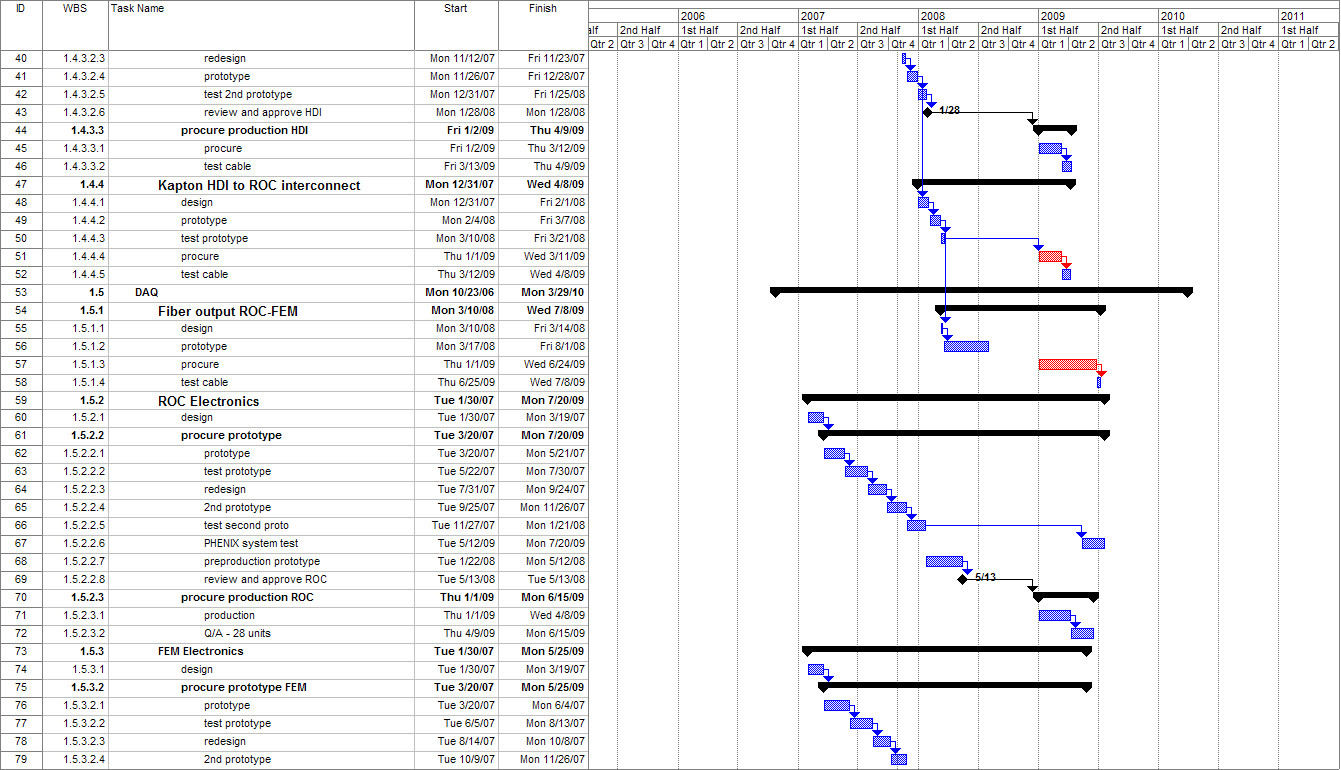 ID WBS Task Name Start Finish
2006 2007 2008 2009 2010 2011
alf 2nd Half 1st Half 2nd Half 1st Half 2nd Half 1st Half 2nd Half 1st Half 2nd Half 1st Half 2nd Half 1st Half
Qtr 2 Qtr 3 Qtr 4 Qtr 1 Qtr 2 Qtr 3 Qtr 4 Qtr 1 Qtr 2 Qtr 3 Qtr 4 Qtr 1 Qtr 2 Qtr 3 Qtr 4 Qtr 1 Qtr 2 Qtr 3 Qtr 4 Qtr 1 Qtr 2 Qtr 3 Qtr 4 Qtr 1 Qtr 2
40 1.4.3.2.3 redesign Mon 11/12/07 Fri 11/23/07
41 1.4.3.2.4 prototype Mon 11/26/07 Fri 12/28/07
42 1.4.3.2.5 test 2nd prototype Mon 12/31/07 Fri 1/25/08
43 1.4.3.2.6 review and approve HDI Mon 1/28/08 Mon 1/28/08 1/28
44 1.4.3.3 procure production HDI Fri 1/2/09 Thu 4/9/09
45 1.4.3.3.1 procure Fri 1/2/09 Thu 3/12/09
46 1.4.3.3.2 test cable Fri 3/13/09 Thu 4/9/09
47 1.4.4 Kapton HDI to ROC interconnect Mon 12/31/07 Wed 4/8/09
48 1.4.4.1 design Mon 12/31/07 Fri 2/1/08
49 1.4.4.2 prototype Mon 2/4/08 Fri 3/7/08
50 1.4.4.3 test prototype Mon 3/10/08 Fri 3/21/08
51 1.4.4.4 procure Thu 1/1/09 Wed 3/11/09
52 1.4.4.5 test cable Thu 3/12/09 Wed 4/8/09
53 1.5 DAQ Mon 10/23/06 Mon 3/29/10
54 1.5.1 Fiber output ROC-FEM Mon 3/10/08 Wed 7/8/09
55 1.5.1.1 design Mon 3/10/08 Fri 3/14/08
56 1.5.1.2 prototype Mon 3/17/08 Fri 8/1/08
57 1.5.1.3 procure Thu 1/1/09 Wed 6/24/09
58 1.5.1.4 test cable Thu 6/25/09 Wed 7/8/09
59 1.5.2 ROC Electronics Tue 1/30/07 Mon 7/20/09
60 1.5.2.1 design Tue 1/30/07 Mon 3/19/07
61 1.5.2.2 procure prototype Tue 3/20/07 Mon 7/20/09
62 1.5.2.2.1 prototype Tue 3/20/07 Mon 5/21/07
63 1.5.2.2.2 test prototype Tue 5/22/07 Mon 7/30/07
64 1.5.2.2.3 redesign Tue 7/31/07 Mon 9/24/07
65 1.5.2.2.4 2nd prototype Tue 9/25/07 Mon 11/26/07
66 1.5.2.2.5 test second proto Tue 11/27/07 Mon 1/21/08
67 1.5.2.2.6 PHENIX system test Tue 5/12/09 Mon 7/20/09
68 1.5.2.2.7 preproduction prototype Tue 1/22/08 Mon 5/12/08
69 1.5.2.2.8 review and approve ROC Tue 5/13/08 Tue 5/13/08 5/13
70 1.5.2.3 procure production ROC Thu 1/1/09 Mon 6/15/09
71 1.5.2.3.1 production Thu 1/1/09 Wed 4/8/09
72 1.5.2.3.2 Q/A - 28 units Thu 4/9/09 Mon 6/15/09
73 1.5.3 FEM Electronics Tue 1/30/07 Mon 5/25/09
74 1.5.3.1 design Tue 1/30/07 Mon 3/19/07
75 1.5.3.2 procure prototype FEM Tue 3/20/07 Mon 5/25/09
76 1.5.3.2.1 prototype Tue 3/20/07 Mon 6/4/07
77 1.5.3.2.2 test prototype Tue 6/5/07 Mon 8/13/07
78 1.5.3.2.3 redesign Tue 8/14/07 Mon 10/8/07
79 1.5.3.2.4 2nd prototype Tue 10/9/07 Mon 11/26/07